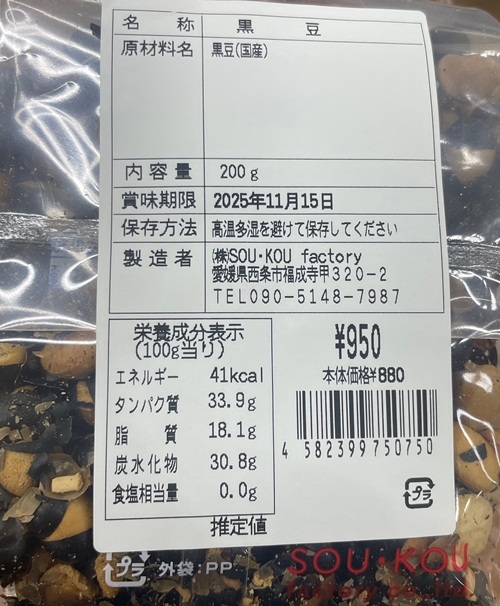 名称 黒豆
原材料名 黒豆(国産)
内容量 200g
賞味期限 2025年11月15日
保存方法 高温多湿を避けて保存してください
製造者 ㈱SOU・KOU factory
愛媛県西条市福成寺甲320-2
TEL090-5148-7987
栄養成分表示
(100g当り)
エネルギー 41kcal
タンパク質 33.9g
脂質 18.1g
炭水化物 30.8g
食塩相当量 0.0g
推定値
¥950
本体価格¥880
4 582399 750750
プラ
プラ 外袋:PP
SOU・KOU
factory co.,ltd.